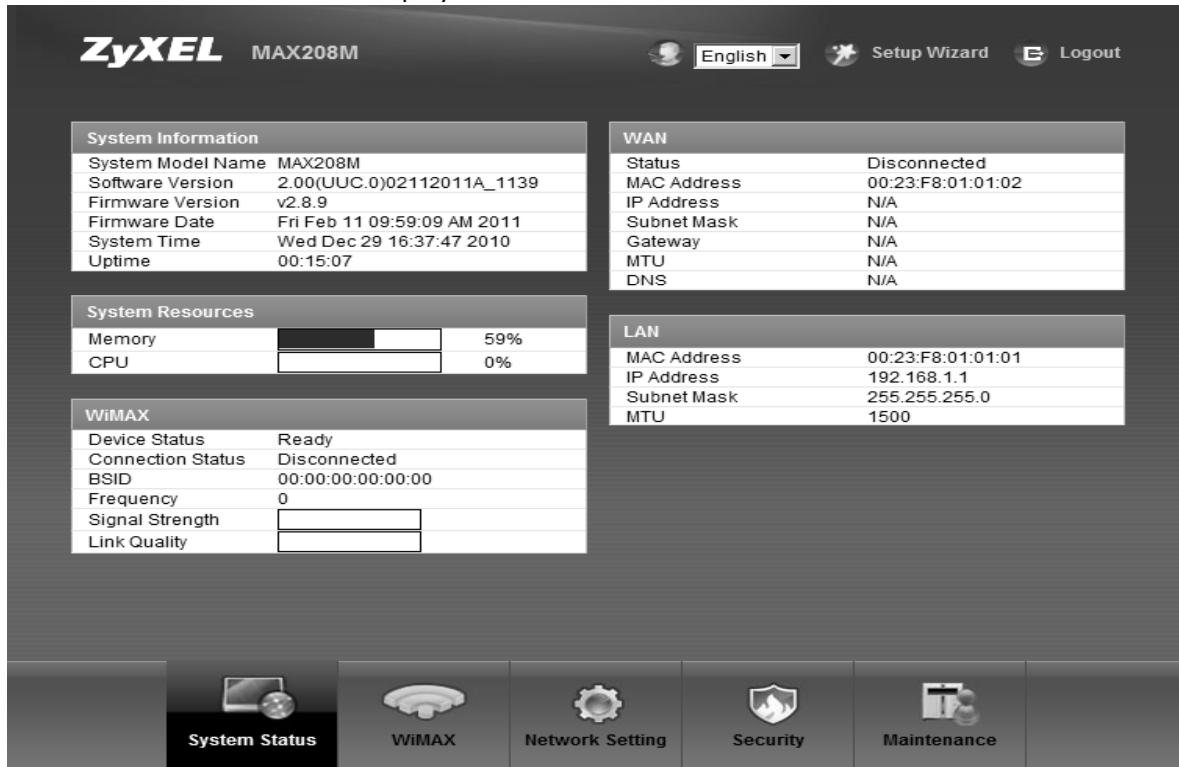 ZyXEL MAX208M English Setup Wizard Logout
System Information
System Model Name MAX208M
Software Version 2.00(UUC.0)02112011A_1139
Firmware Version v2.8.9
Firmware Date Fri Feb 11 09:59:09 AM 2011
System Time Wed Dec 29 16:37:47 2010
Uptime 00:15:07
System Resources
Memory 59%
CPU 0%
WiMAX
Device Status Ready
Connection Status Disconnected
BSID 00:00:00:00:00:00
Frequency 0
Signal Strength
Link Quality
WAN
Status Disconnected
MAC Address 00:23:F8:01:01:02
IP Address N/A
Subnet Mask N/A
Gateway N/A
MTU N/A
DNS N/A
LAN
MAC Address 00:23:F8:01:01:01
IP Address 192.168.1.1
Subnet Mask 255.255.255.0
MTU 1500
System Status WiMAX Network Setting Security Maintenance